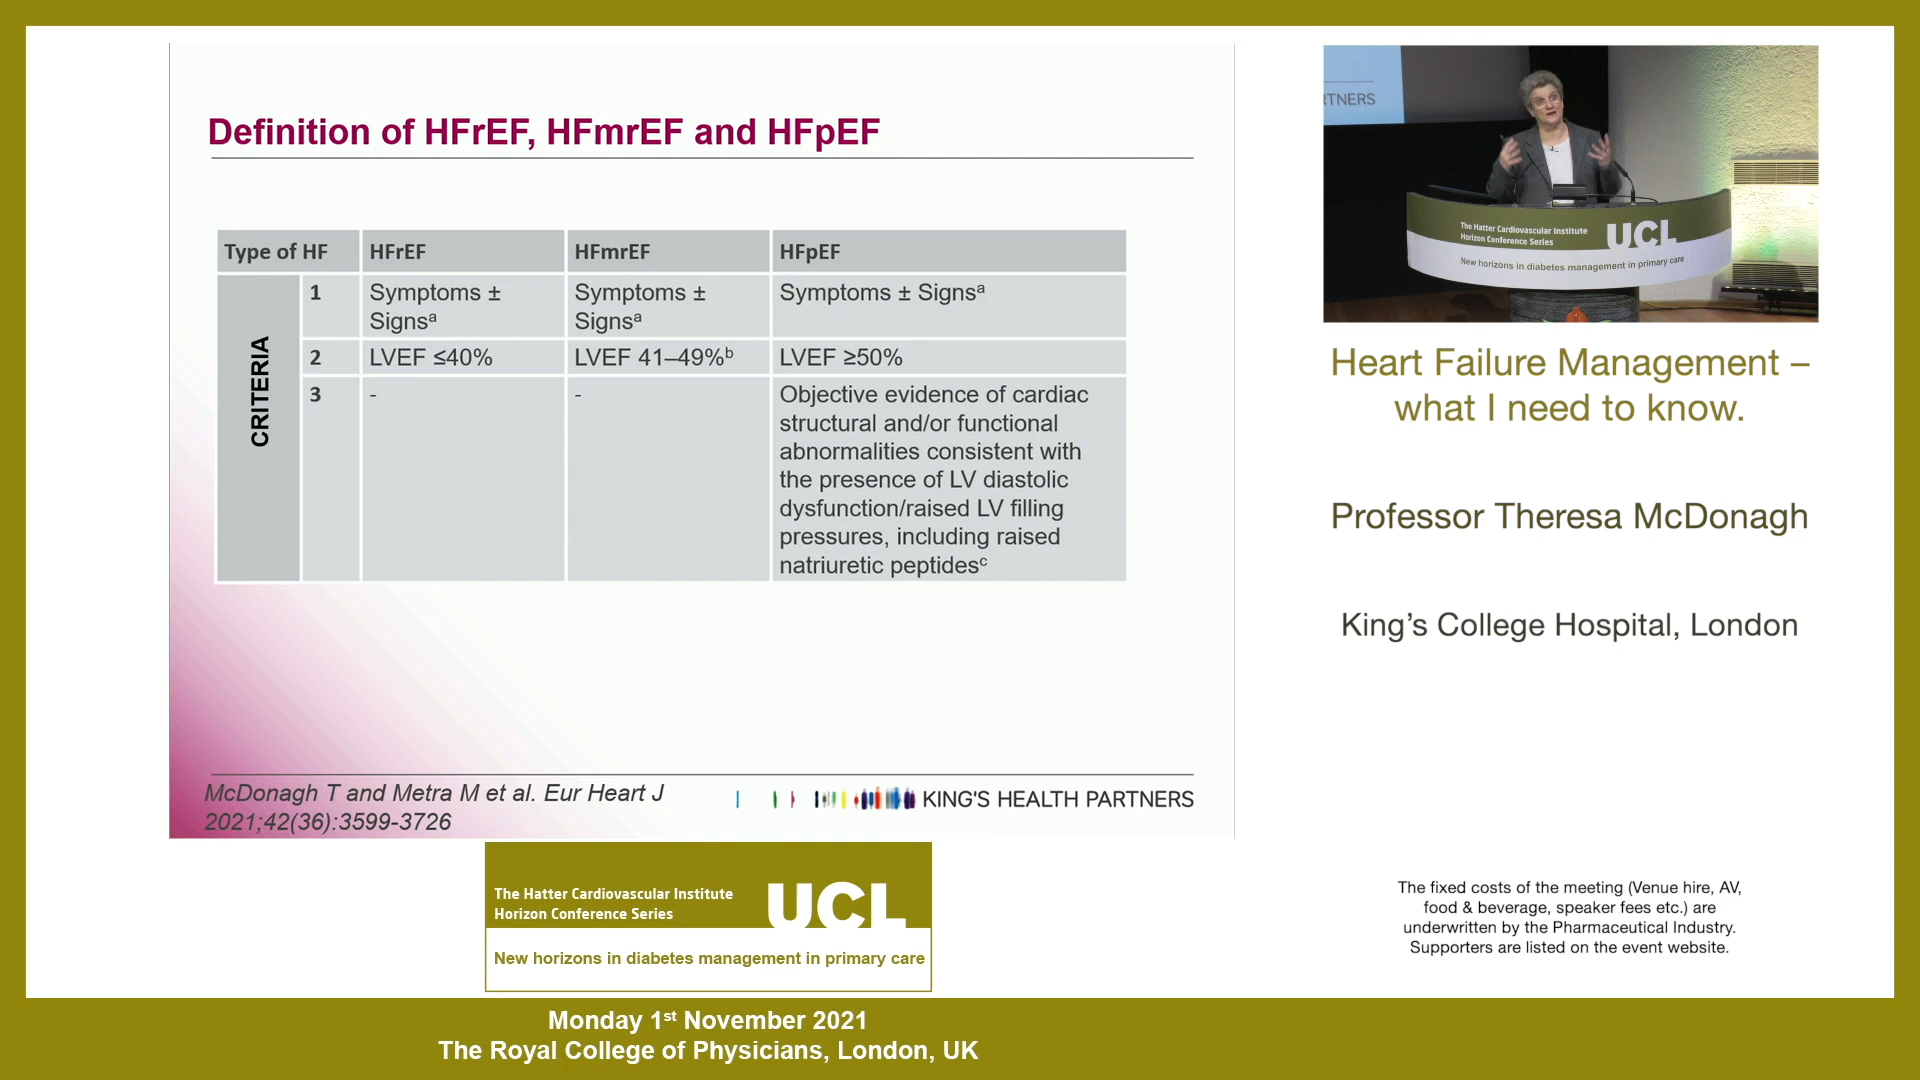 Definition of HFrEF, HFmrEF and HFpEF
Type of HF
HFrEF
HFmrEF
HFpEF
CRITERIA
1
Symptoms ±
Signsᵃ
Symptoms ±
Signsᵃ
Symptoms ± Signsᵃ
2
LVEF ≤40%
LVEF 41–49%ᵇ
LVEF ≥50%
3
-
-
Objective evidence of cardiac
structural and/or functional
abnormalities consistent with
the presence of LV diastolic
dysfunction/raised LV filling
pressures, including raised
natriuretic peptidesᶜ
McDonagh T and Metra M et al. Eur Heart J
2021;42(36):3599-3726
KING'S HEALTH PARTNERS
RTNERS
The Hatter Cardiovascular Institute
Horizon Conference Series
UCL
New horizons in diabetes management in primary care
Heart Failure Management –
what I need to know.
Professor Theresa McDonagh
King's College Hospital, London
The fixed costs of the meeting (Venue hire, AV,
food & beverage, speaker fees etc.) are
underwritten by the Pharmaceutical Industry.
Supporters are listed on the event website.
The Hatter Cardiovascular Institute
Horizon Conference Series
UCL
New horizons in diabetes management in primary care
Monday 1ˢᵗ November 2021
The Royal College of Physicians, London, UK